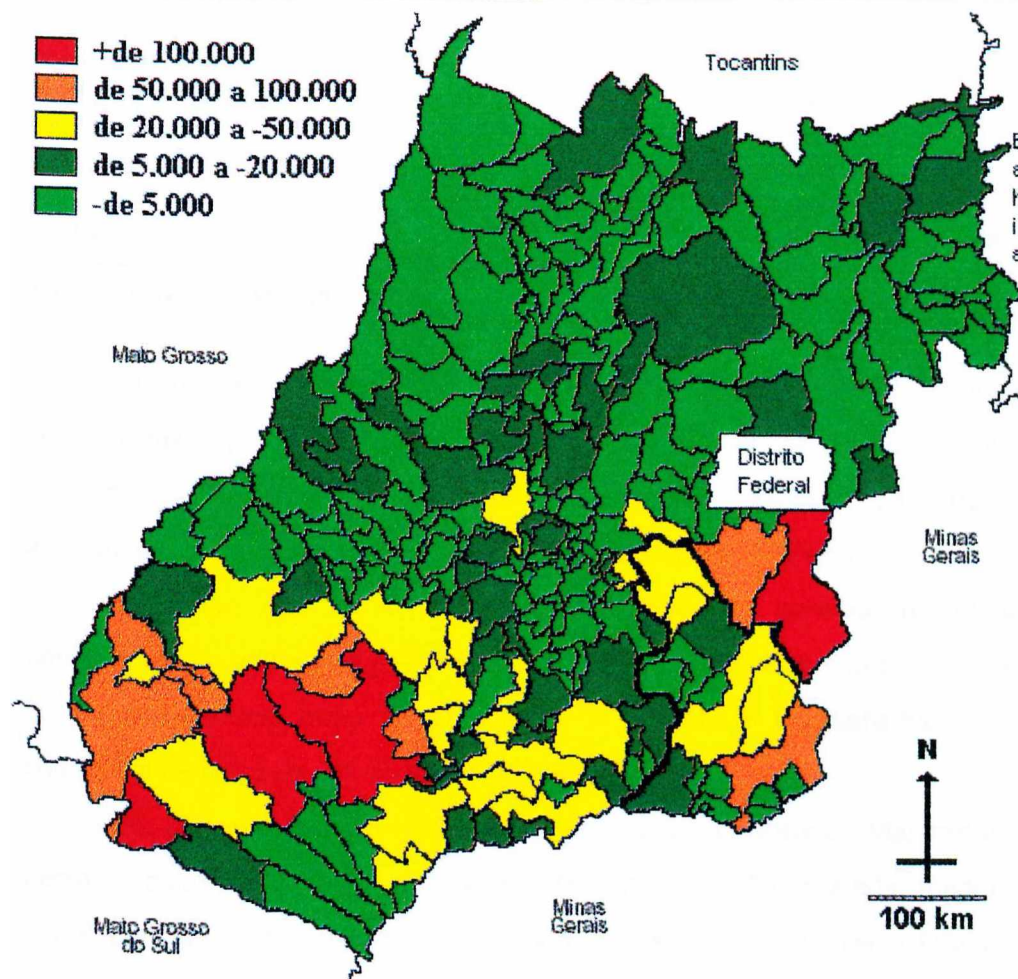 +de 100.000
de 50.000 a 100.000
de 20.000 a -50.000
de 5.000 a -20.000
-de 5.000
Tocantins
E
a
h
i
a
Mato Grosso
Distrito
Federal
Minas
Gerais
N
100 km
Minas
Gerais
Mato Grosso
do Sul